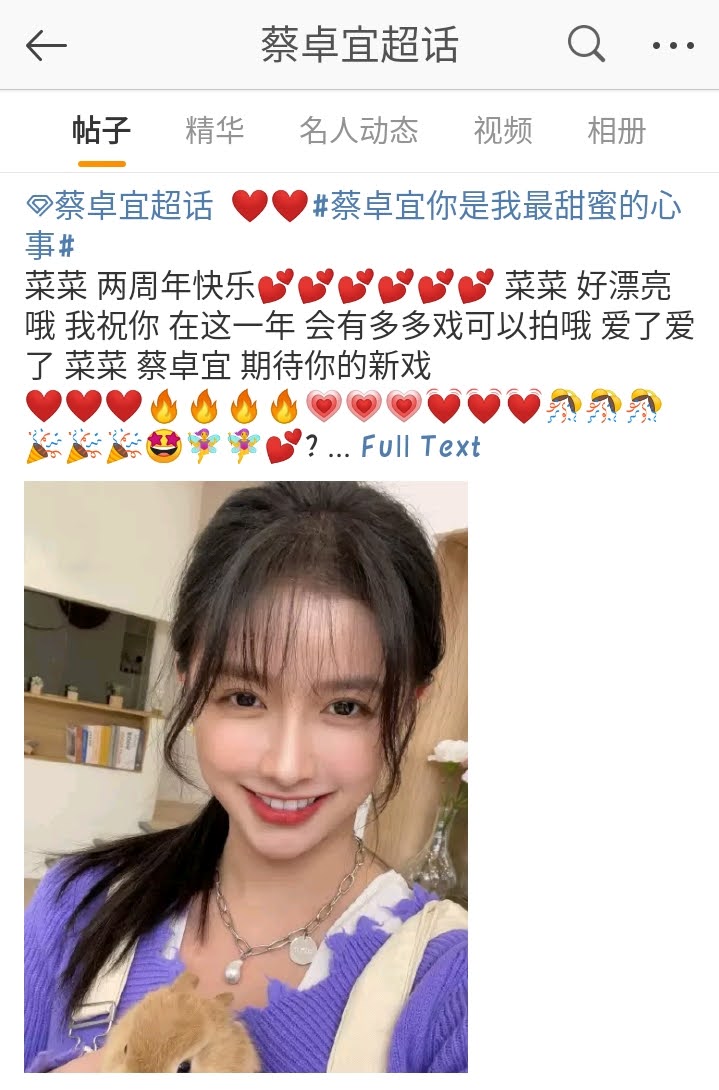 蔡卓宜超话
帖子 精华 名人动态 视频 相册
蔡卓宜超话 ❤️❤️#蔡卓宜你是我最甜蜜的心
事#
菜菜 两周年快乐💕💕💕💕💕💕 菜菜 好漂亮
哦 我祝你 在这一年 会有多多戏可以拍哦 爱了爱
了 菜菜 蔡卓宜 期待你的新戏
❤️❤️❤️🔥🔥🔥🔥💗💗💗💓💓💓🎊🎊🎊
🎉🎉🎉🤩🧚‍♀️🧚‍♀️💕? ... Full Text